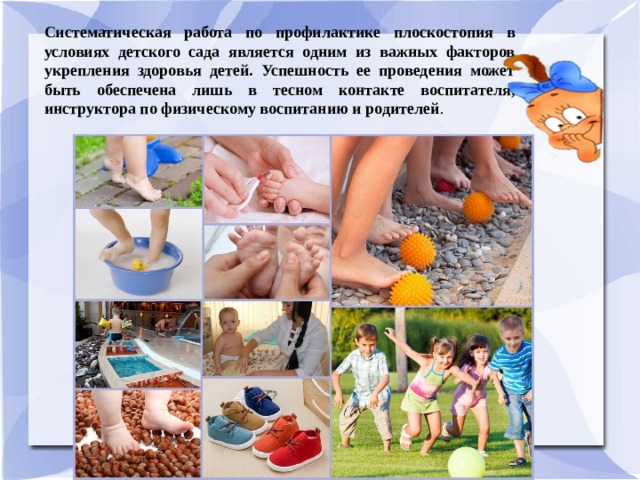 Систематическая работа по профилактике плоскостопия в
условиях детского сада является одним из важных факторов
укрепления здоровья детей. Успешность ее проведения может
быть обеспечена лишь в тесном контакте воспитателя,
инструктора по физическому воспитанию и родителей.